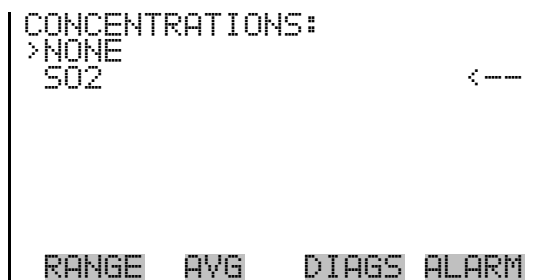 CONCENTRATIONS:
>NONE
SO2 <--
RANGE AVG DIAGS ALARM